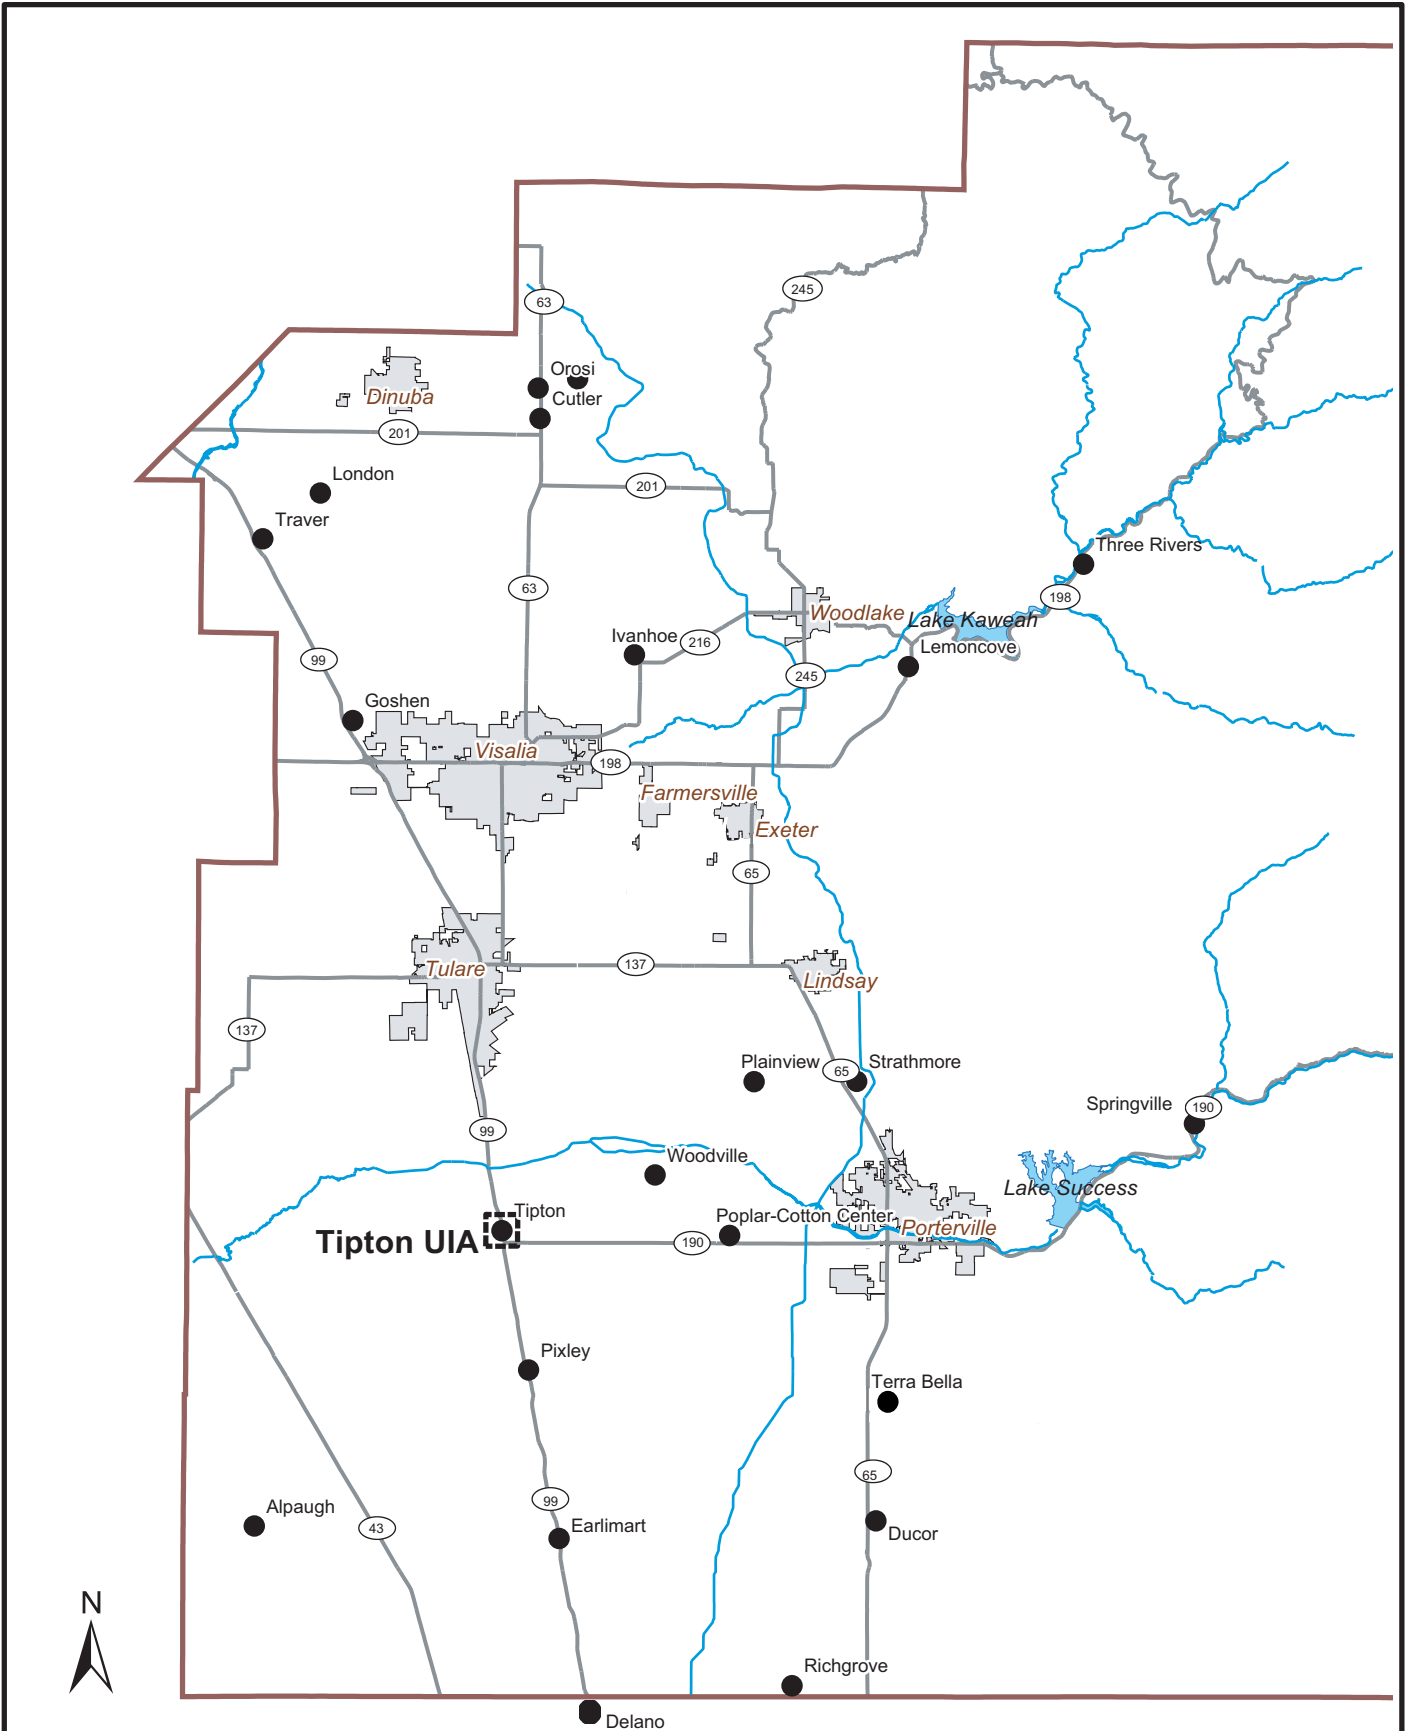 245
63
Orosi
Dinuba
Cutler
201
London
201
Traver
Three Rivers
63
198
Woodlake
Lake Kaweah
Ivanhoe
216
Lemoncove
99
245
Goshen
Visalia
198
Farmersville
Exeter
65
137
Tulare
Lindsay
137
Plainview
65
Strathmore
Springville
190
99
Woodville
Lake Success
Tipton
Poplar-Cotton Center
Porterville
Tipton UIA
190
Pixley
Terra Bella
65
99
Alpaugh
43
Earlimart
Ducor
N
Richgrove
Delano